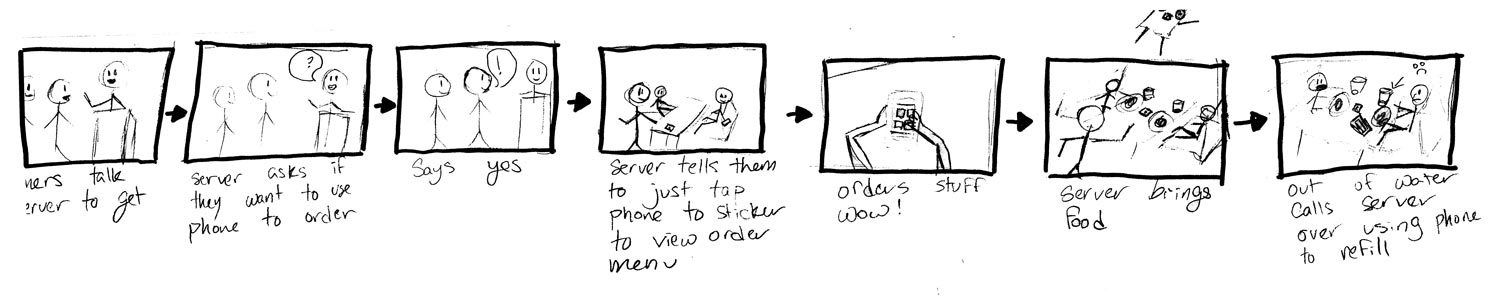 ners talk
erver to get
?
server asks if
they want to use
phone to order
!
Says yes
Server tells them
to just tap
phone to sticker
to view order
menu
orders stuff
wow!
Server brings
food
out of water
calls server
over using phone
to refill